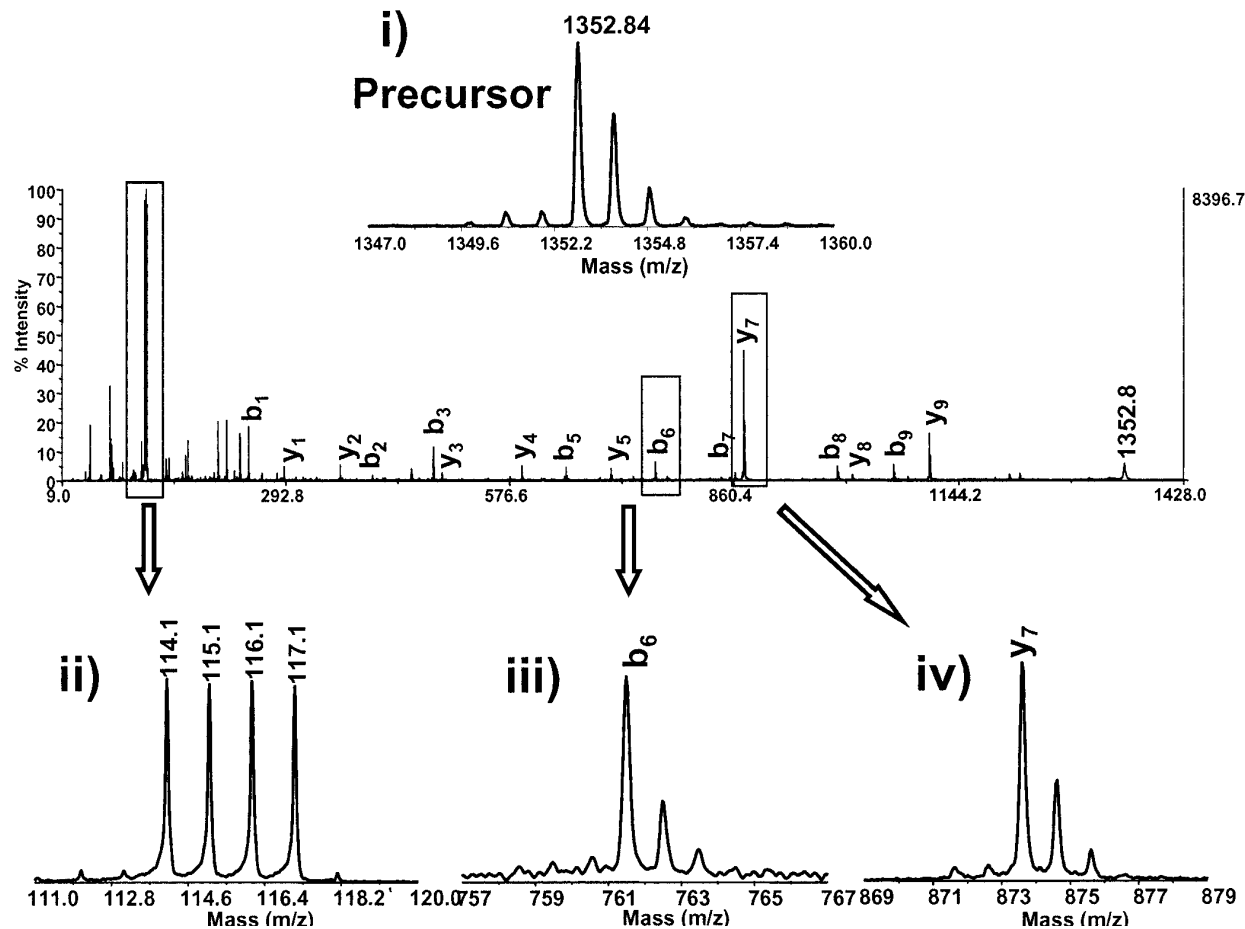 i)
1352.84
Precursor
1347.0 1349.6 1352.2 1354.8 1357.4 1360.0
Mass (m/z)
8396.7
100
90
80
70
60
50
40
30
20
10
0
% Intensity
b1 y1 y2 b2 b3 y3 y4 b5 y5 b6 b7 y7 b8 y8 b9 y9 1352.8
9.0 292.8 576.6 860.4 1144.2 1428.0
ii)
114.1 115.1 116.1 117.1
111.0 112.8 114.6 116.4 118.2 120.0
Mass (m/z)
iii)
b6
757 759 761 763 765 767
Mass (m/z)
iv)
y7
869 871 873 875 877 879
Mass (m/z)